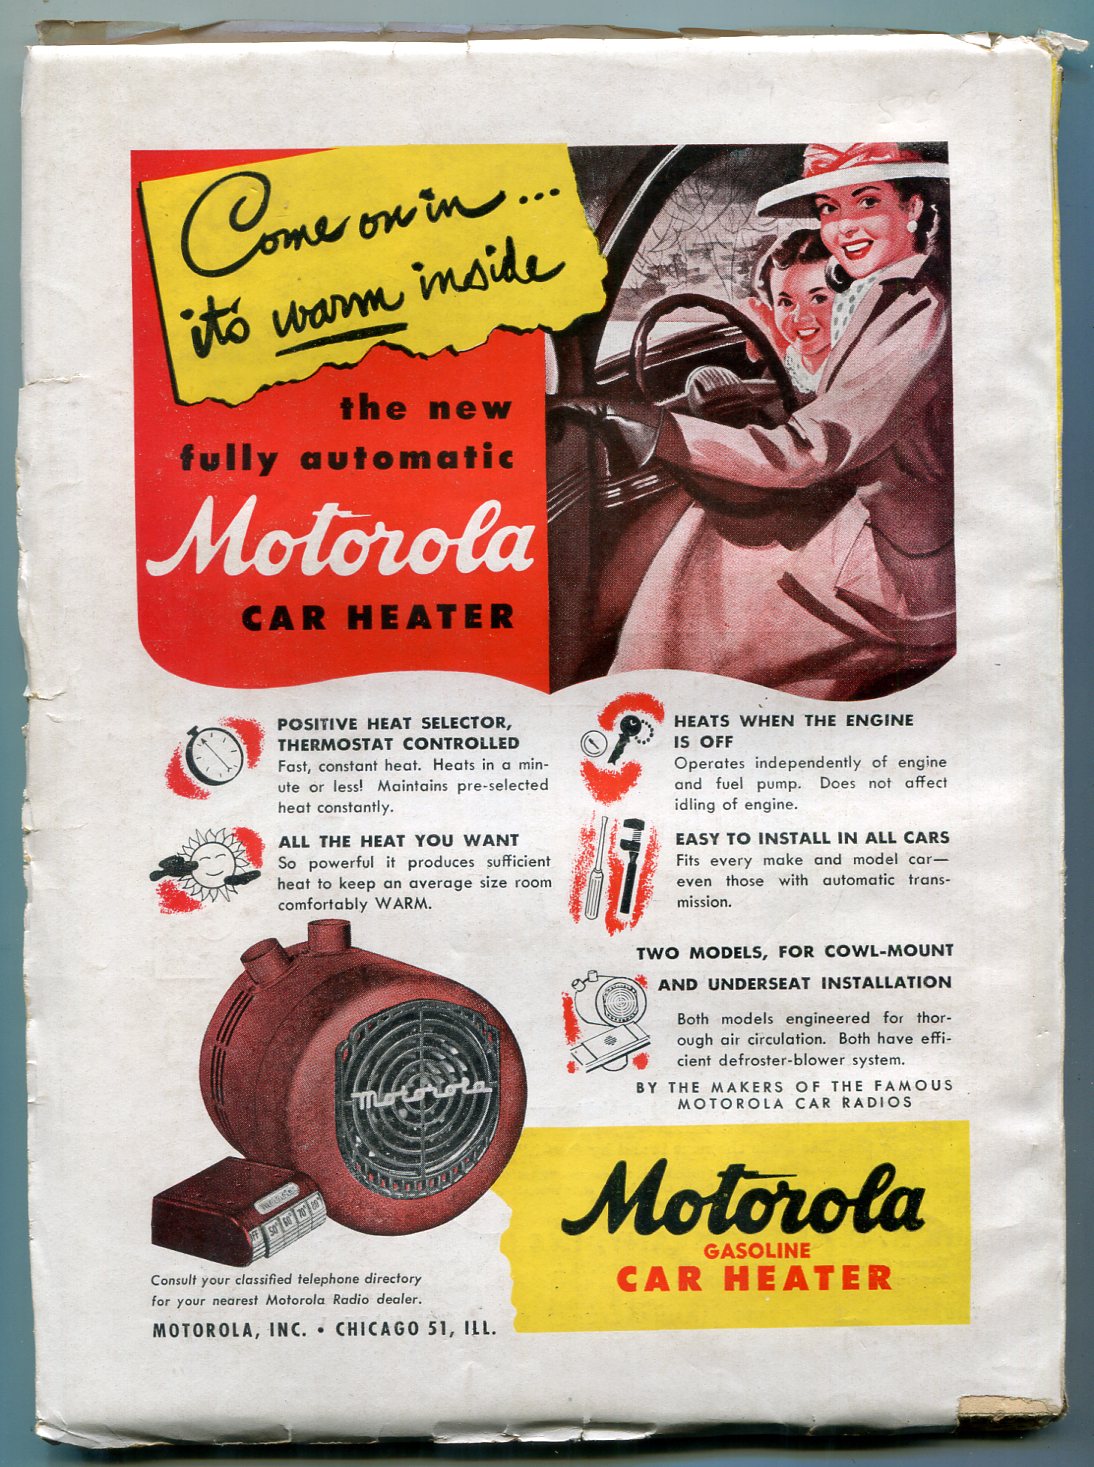 Come on in...
it's warm inside
the new
fully automatic
Motorola
CAR HEATER
POSITIVE HEAT SELECTOR,
THERMOSTAT CONTROLLED
Fast, constant heat. Heats in a min-
ute or less! Maintains pre-selected
heat constantly.
ALL THE HEAT YOU WANT
So powerful it produces sufficient
heat to keep an average size room
comfortably WARM.
HEATS WHEN THE ENGINE
IS OFF
Operates independently of engine
and fuel pump. Does not affect
idling of engine.
EASY TO INSTALL IN ALL CARS
Fits every make and model car—
even those with automatic trans-
mission.
TWO MODELS, FOR COWL-MOUNT
AND UNDERSEAT INSTALLATION
Both models engineered for thor-
ough air circulation. Both have effi-
cient defroster-blower system.
BY THE MAKERS OF THE FAMOUS
MOTOROLA CAR RADIOS
Motorola
50° 60° 70° 80°
Motorola
GASOLINE
CAR HEATER
Consult your classified telephone directory
for your nearest Motorola Radio dealer.
MOTOROLA, INC. • CHICAGO 51, ILL.